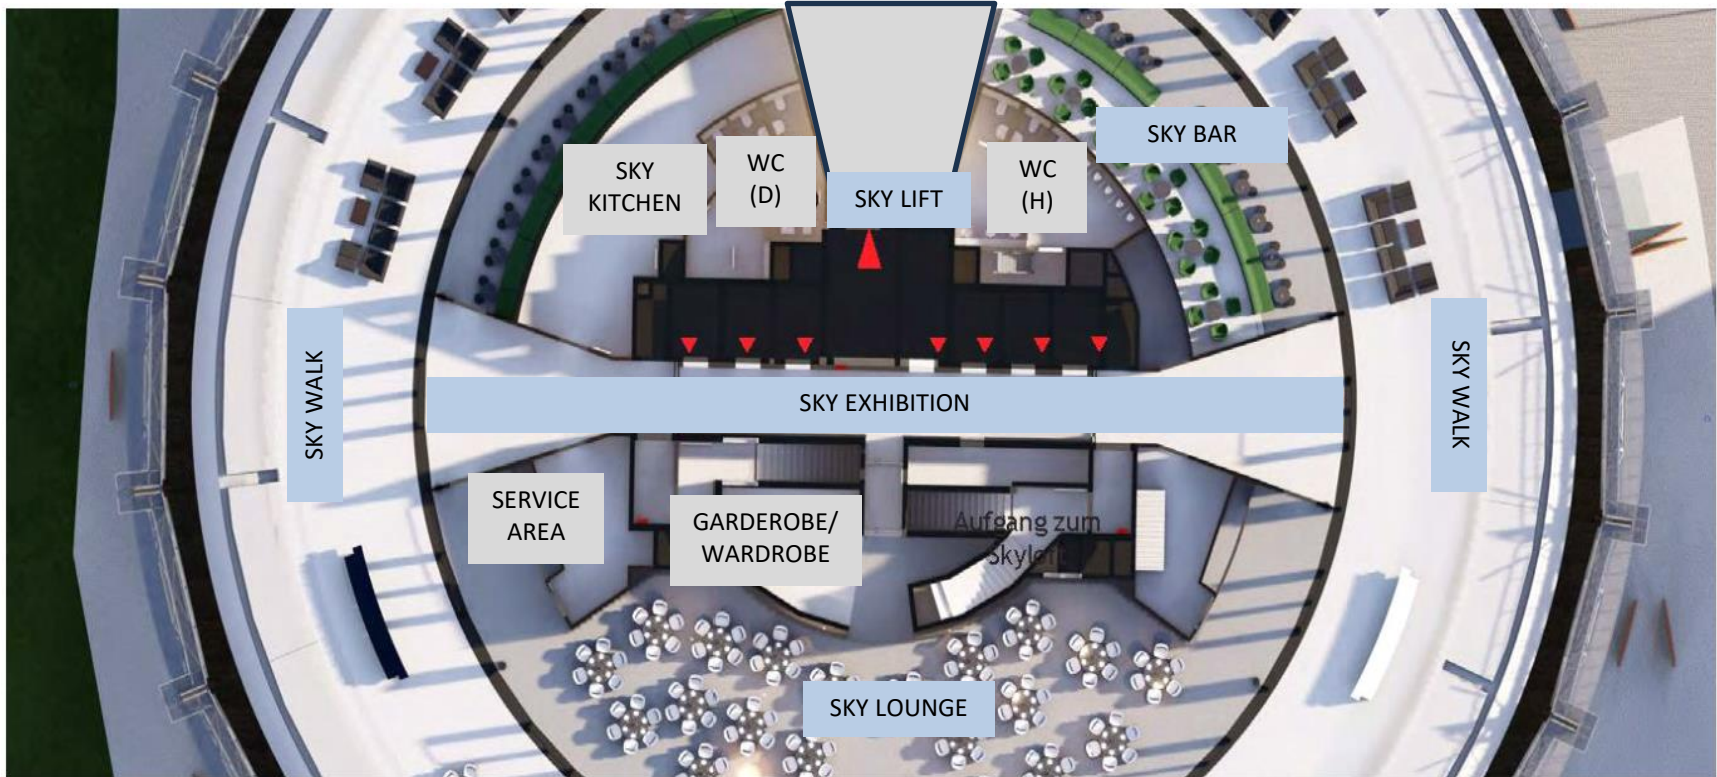 SKY BAR
SKY
KITCHEN
WC
(D)
SKY LIFT
WC
(H)
SKY WALK
SKY EXHIBITION
SKY WALK
SERVICE
AREA
GARDEROBE/
WARDROBE
Aufgang zum
Skyloft
SKY LOUNGE